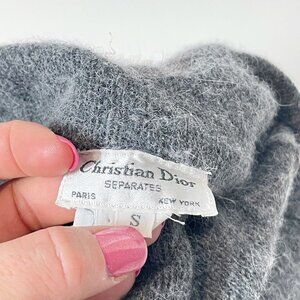 Christian Dior
SEPARATES
PARIS NEW YORK
S